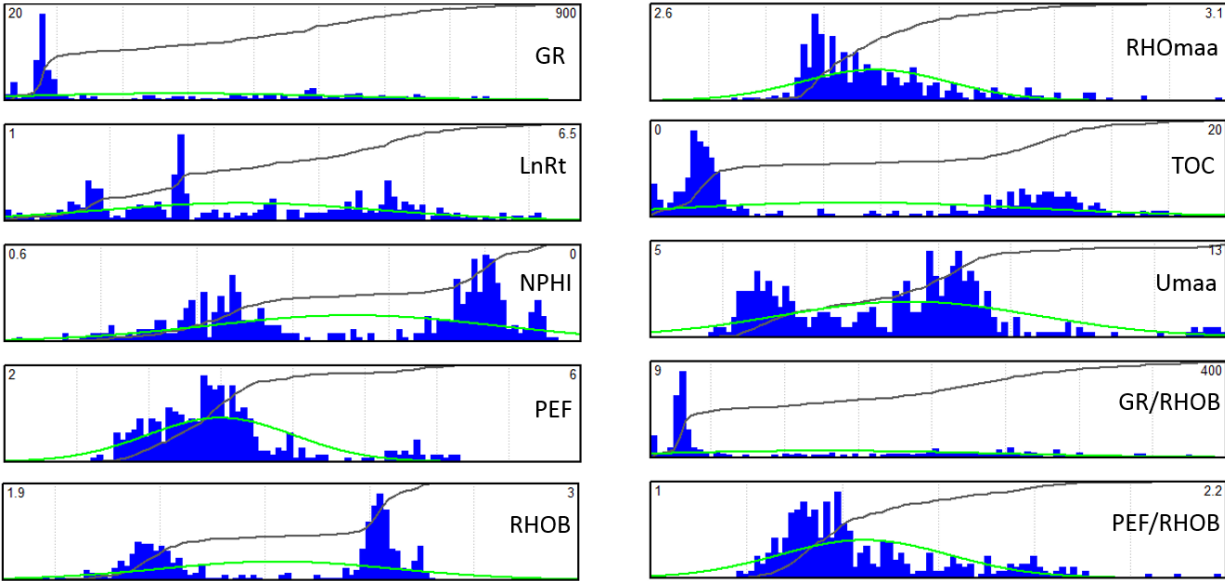 20 900
GR
1 6.5
LnRt
0.6 0
NPHI
2 6
PEF
1.9 3
RHOB
2.6 3.1
RHOmaa
0 20
TOC
5 13
Umaa
9 400
GR/RHOB
1 2.2
PEF/RHOB